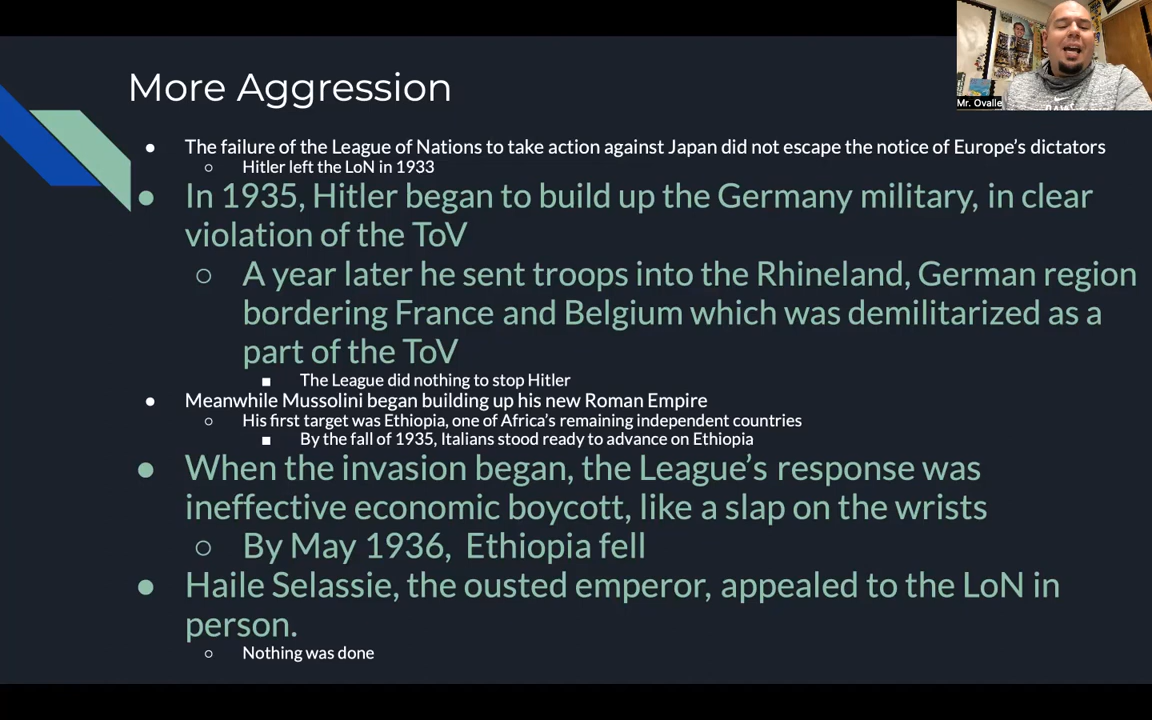 More Aggression
Mr. Ovalle
● The failure of the League of Nations to take action against Japan did not escape the notice of Europe’s dictators
○ Hitler left the LoN in 1933
● In 1935, Hitler began to build up the Germany military, in clear
violation of the ToV
○ A year later he sent troops into the Rhineland, German region
bordering France and Belgium which was demilitarized as a
part of the ToV
■ The League did nothing to stop Hitler
● Meanwhile Mussolini began building up his new Roman Empire
○ His first target was Ethiopia, one of Africa’s remaining independent countries
■ By the fall of 1935, Italians stood ready to advance on Ethiopia
● When the invasion began, the League’s response was
ineffective economic boycott, like a slap on the wrists
○ By May 1936, Ethiopia fell
● Haile Selassie, the ousted emperor, appealed to the LoN in
person.
○ Nothing was done